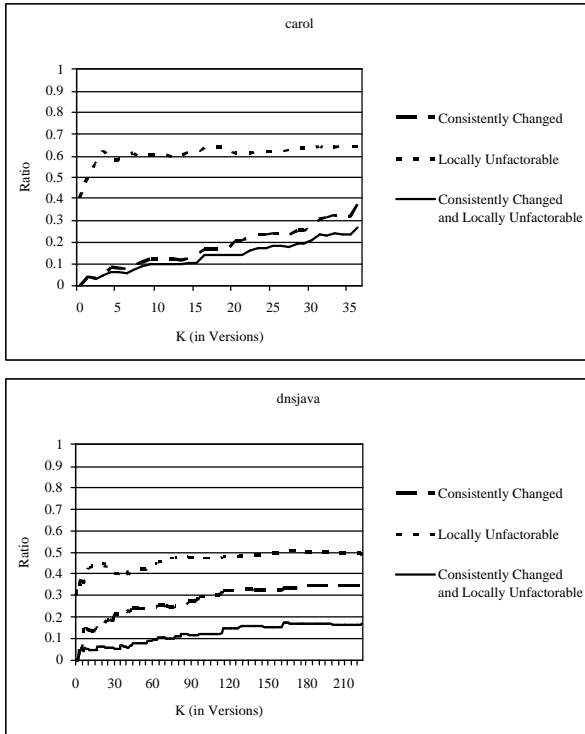 carol
1
0.9
0.8
0.7
0.6
0.5
0.4
0.3
0.2
0.1
0
Ratio
0 5 10 15 20 25 30 35
K (in Versions)
Consistently Changed
Locally Unfactorable
Consistently Changed
and Locally Unfactorable
dnsjava
1
0.9
0.8
0.7
0.6
0.5
0.4
0.3
0.2
0.1
0
Ratio
0 30 60 90 120 150 180 210
K (in Versions)
Consistently Changed
Locally Unfactorable
Consistently Changed
and Locally Unfactorable